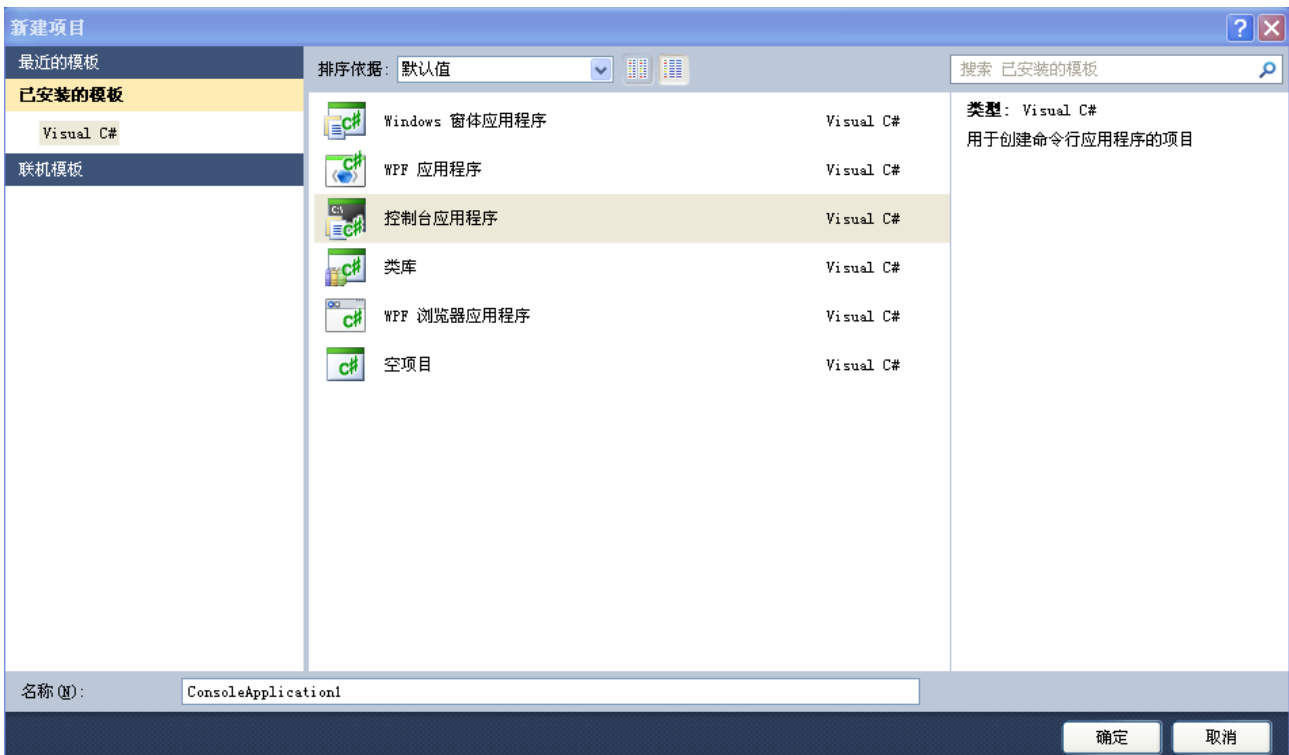 新建项目
最近的模板
已安装的模板
Visual C#
联机模板
排序依据: 默认值
搜索 已安装的模板
Windows 窗体应用程序 Visual C#
WPF 应用程序 Visual C#
控制台应用程序 Visual C#
类库 Visual C#
WPF 浏览器应用程序 Visual C#
空项目 Visual C#
类型: Visual C#
用于创建命令行应用程序的项目
名称(N): ConsoleApplication1
确定 取消